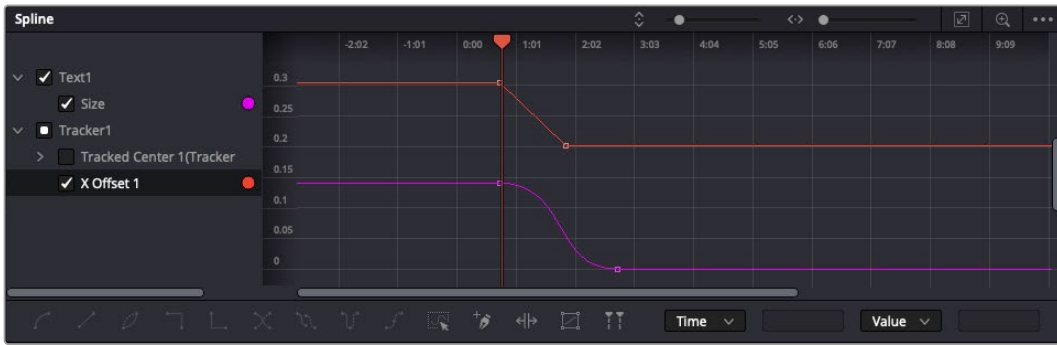 Spline
-2:02 -1:01 0:00 1:01 2:02 3:03 4:04 5:05 6:06 7:07 8:08 9:09
Text1
Size
Tracker1
Tracked Center 1(Tracker
X Offset 1
0.3
0.25
0.2
0.15
0.1
0.05
0
Time
Value